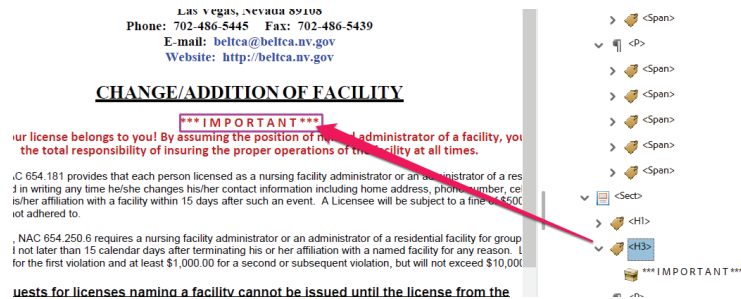 Las Vegas, Nevada 89108
Phone: 702-486-5445 Fax: 702-486-5439
E-mail: beltca@beltca.nv.gov
Website: http://beltca.nv.gov
CHANGE/ADDITION OF FACILITY
***IMPORTANT***
ur license belongs to you! By assuming the position of administrator of a facility, you
the total responsibility of insuring the proper operations of the facility at all times.
AC 654.181 provides that each person licensed as a nursing facility administrator or an administrator of a res
d in writing any time he/she changes his/her contact information including home address, phone number, cel
is/her affiliation with a facility within 15 days after such an event. A Licensee will be subject to a fine of $500
not adhered to.
, NAC 654.250.6 requires a nursing facility administrator or an administrator of a residential facility for group
d not later than 15 calendar days after terminating his or her affiliation with a named facility for any reason. L
for the first violation and at least $1,000.00 for a second or subsequent violation, but will not exceed $10,000
uests for licenses naming a facility cannot be issued until the license from the
<Span>
<P>
<Span>
<Span>
<Span>
<Span>
<Sect>
<H1>
<H3>
***IMPORTANT**
<P>